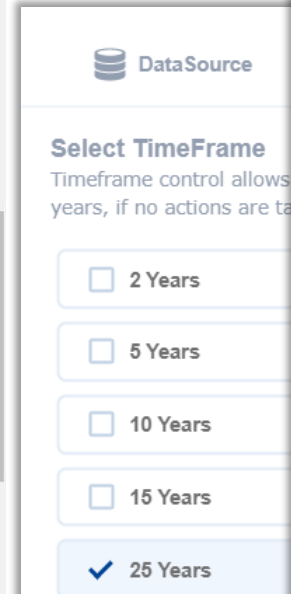 DataSource
Select TimeFrame
Timeframe control allows
years, if no actions are ta
2 Years
5 Years
10 Years
15 Years
25 Years